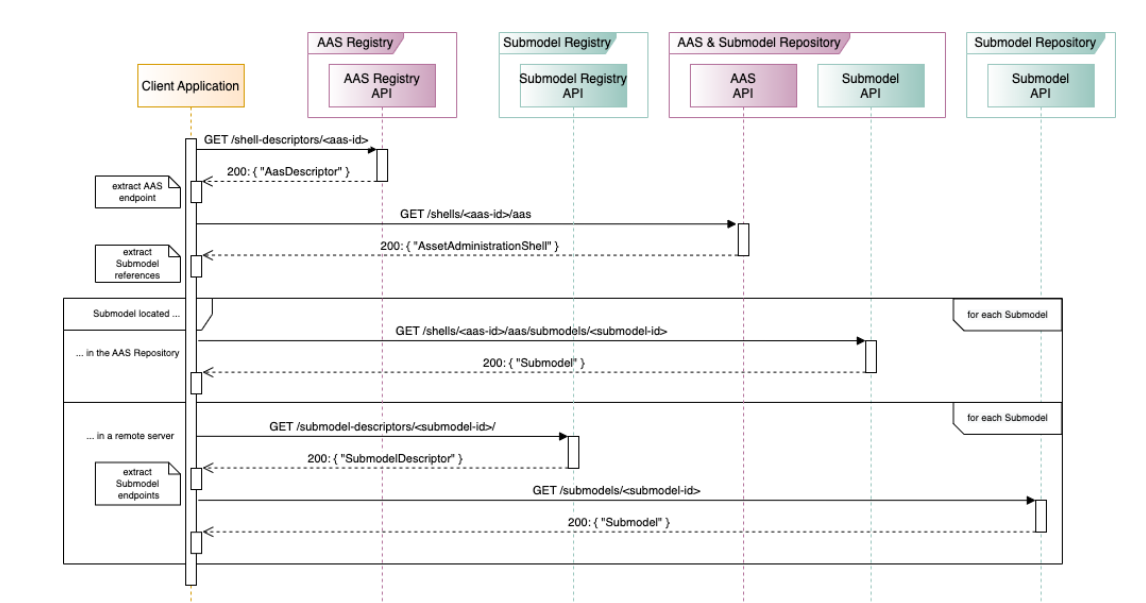 AAS Registry
Submodel Registry
AAS & Submodel Repository
Submodel Repository
Client Application
AAS Registry
API
Submodel Registry
API
AAS
API
Submodel
API
Submodel
API
GET /shell-descriptors/<aas-id>
200: { "AasDescriptor" }
extract AAS
endpoint
GET /shells/<aas-id>/aas
200: { "AssetAdministrationShell" }
extract
Submodel
references
Submodel located ...
for each Submodel
GET /shells/<aas-id>/aas/submodels/<submodel-id>
... in the AAS Repository
200: { "Submodel" }
for each Submodel
GET /submodel-descriptors/<submodel-id>/
... in a remote server
200: { "SubmodelDescriptor" }
extract
Submodel
endpoints
GET /submodels/<submodel-id>
200: { "Submodel" }